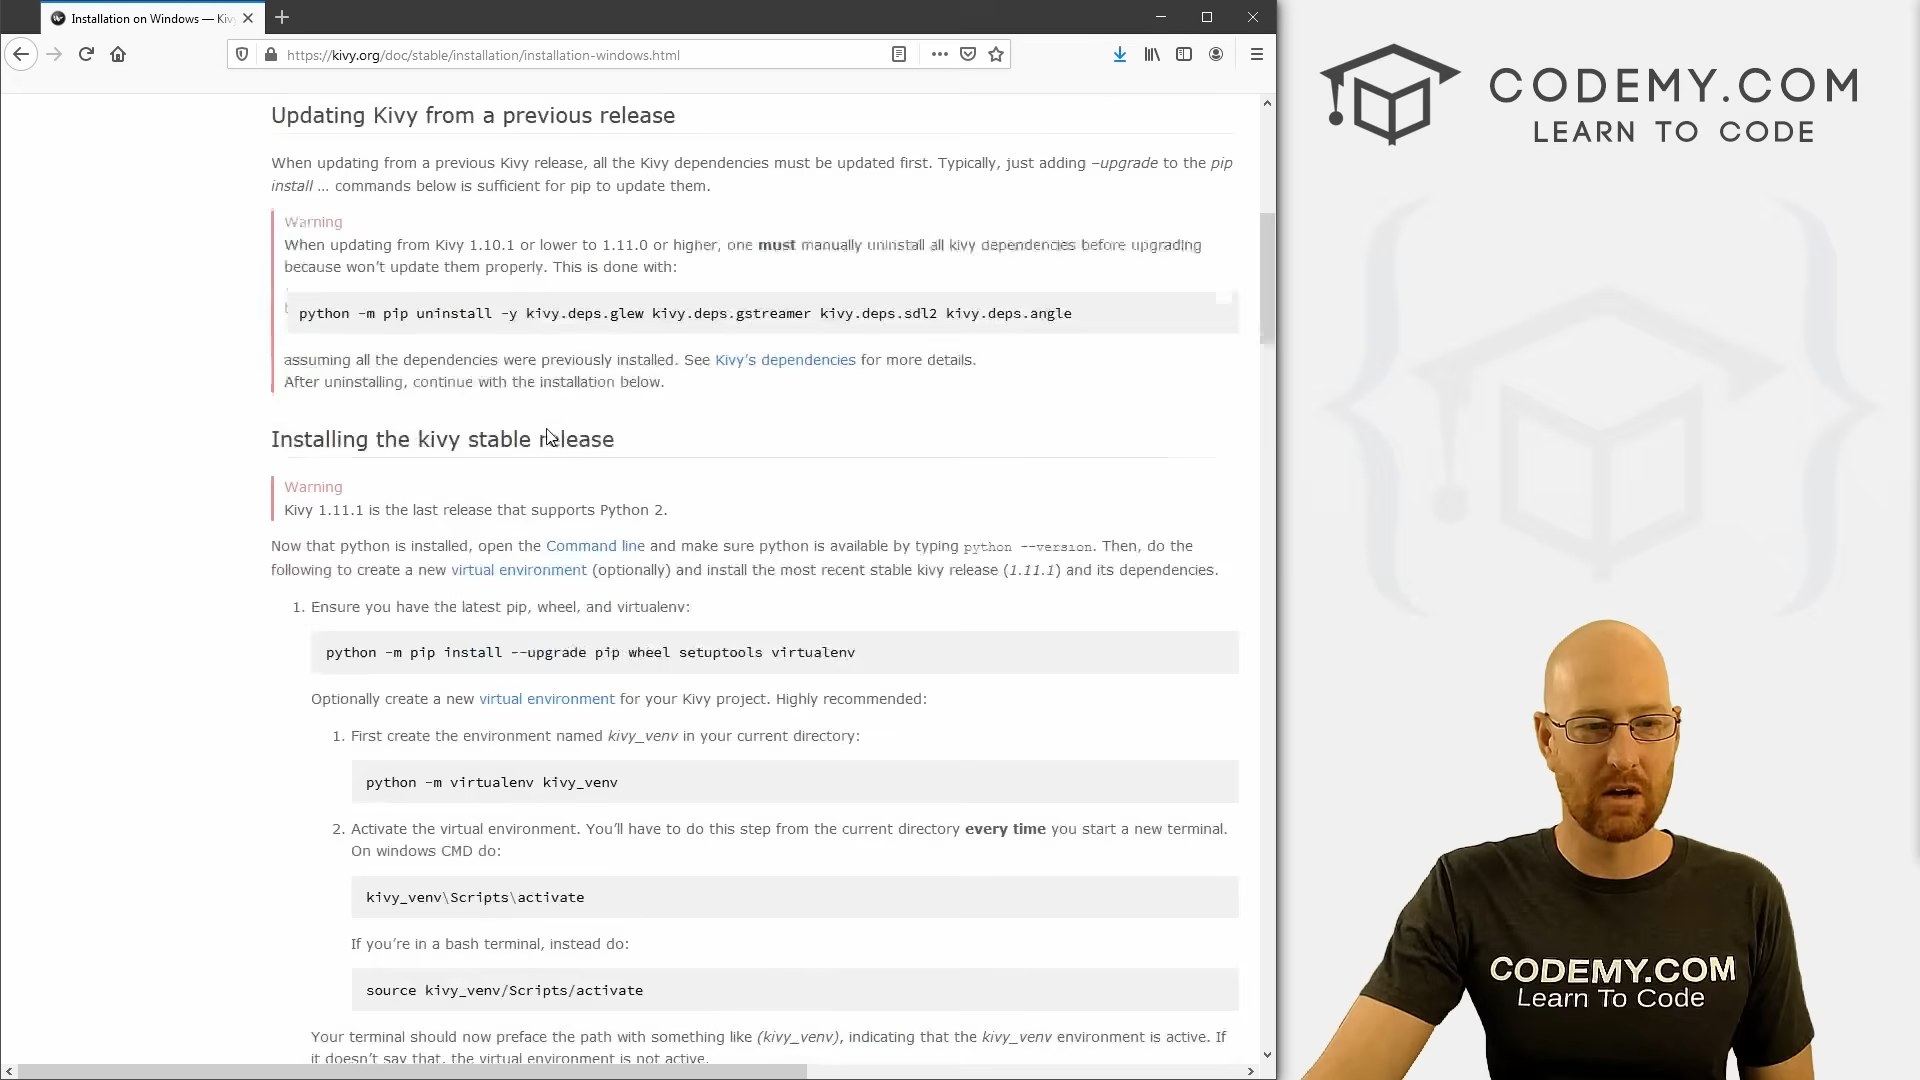 Installation on Windows — Kiv
https://kivy.org/doc/stable/installation/installation-windows.html
CODEMY.COM
LEARN TO CODE
Updating Kivy from a previous release
When updating from a previous Kivy release, all the Kivy dependencies must be updated first. Typically, just adding –upgrade to the pip
install ... commands below is sufficient for pip to update them.
Warning
When updating from Kivy 1.10.1 or lower to 1.11.0 or higher, one must manually uninstall all kivy dependencies before upgrading
because won't update them properly. This is done with:
python -m pip uninstall -y kivy.deps.glew kivy.deps.gstreamer kivy.deps.sdl2 kivy.deps.angle
assuming all the dependencies were previously installed. See Kivy's dependencies for more details.
After uninstalling, continue with the installation below.
Installing the kivy stable release
Warning
Kivy 1.11.1 is the last release that supports Python 2.
Now that python is installed, open the Command line and make sure python is available by typing python --version. Then, do the
following to create a new virtual environment (optionally) and install the most recent stable kivy release (1.11.1) and its dependencies.
1. Ensure you have the latest pip, wheel, and virtualenv:
python -m pip install --upgrade pip wheel setuptools virtualenv
Optionally create a new virtual environment for your Kivy project. Highly recommended:
1. First create the environment named kivy_venv in your current directory:
python -m virtualenv kivy_venv
2. Activate the virtual environment. You'll have to do this step from the current directory every time you start a new terminal.
On windows CMD do:
kivy_venv\Scripts\activate
If you're in a bash terminal, instead do:
source kivy_venv/Scripts/activate
Your terminal should now preface the path with something like (kivy_venv), indicating that the kivy_venv environment is active. If
it doesn't say that, the virtual environment is not active.
CODEMY.COM
Learn To Code